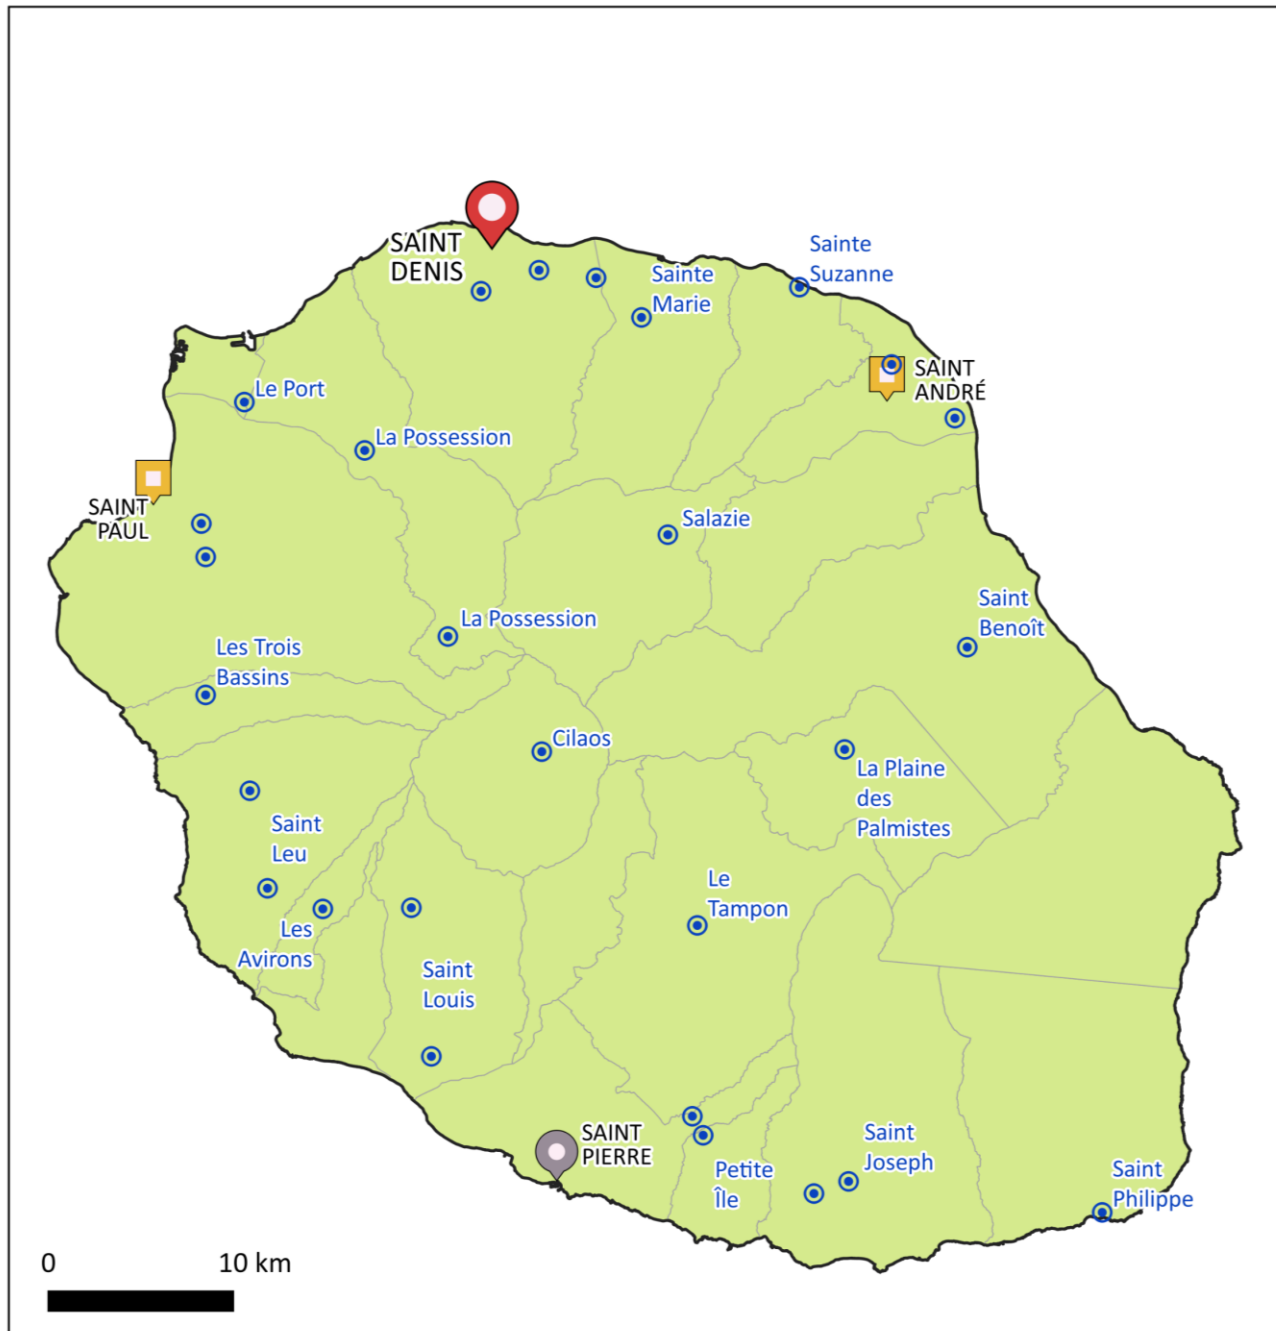 SAINT
DENIS
Sainte
Marie
Sainte
Suzanne
SAINT
ANDRÉ
Le Port
La Possession
SAINT
PAUL
Salazie
Saint
Benoît
La Possession
Les Trois
Bassins
Cilaos
La Plaine
des
Palmistes
Saint
Leu
Le
Tampon
Les
Avirons
Saint
Louis
SAINT
PIERRE
Petite
Île
Saint
Joseph
Saint
Philippe
0
10 km